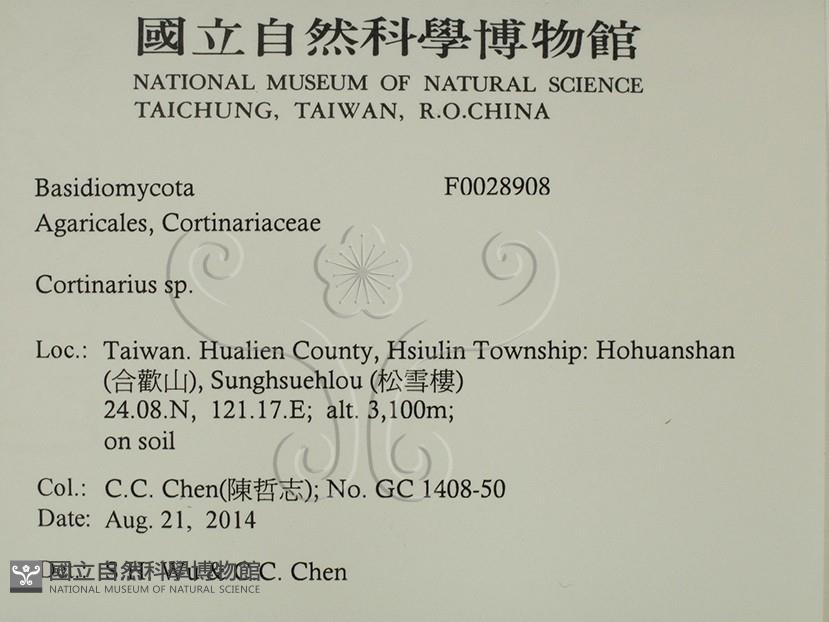 國立自然科學博物館
NATIONAL MUSEUM OF NATURAL SCIENCE
TAICHUNG, TAIWAN, R.O.CHINA
Basidiomycota F0028908
Agaricales, Cortinariaceae
Cortinarius sp.
Loc.: Taiwan. Hualien County, Hsiulin Township: Hohuanshan
(合歡山), Sunghsuehlou (松雪樓)
24.08.N, 121.17.E; alt. 3,100m;
on soil
Col.: C.C. Chen(陳哲志); No. GC 1408-50
Date: Aug. 21, 2014
Det.: S.H. Wu & C.C. Chen
國立自然科學博物館
NATIONAL MUSEUM OF NATURAL SCIENCE